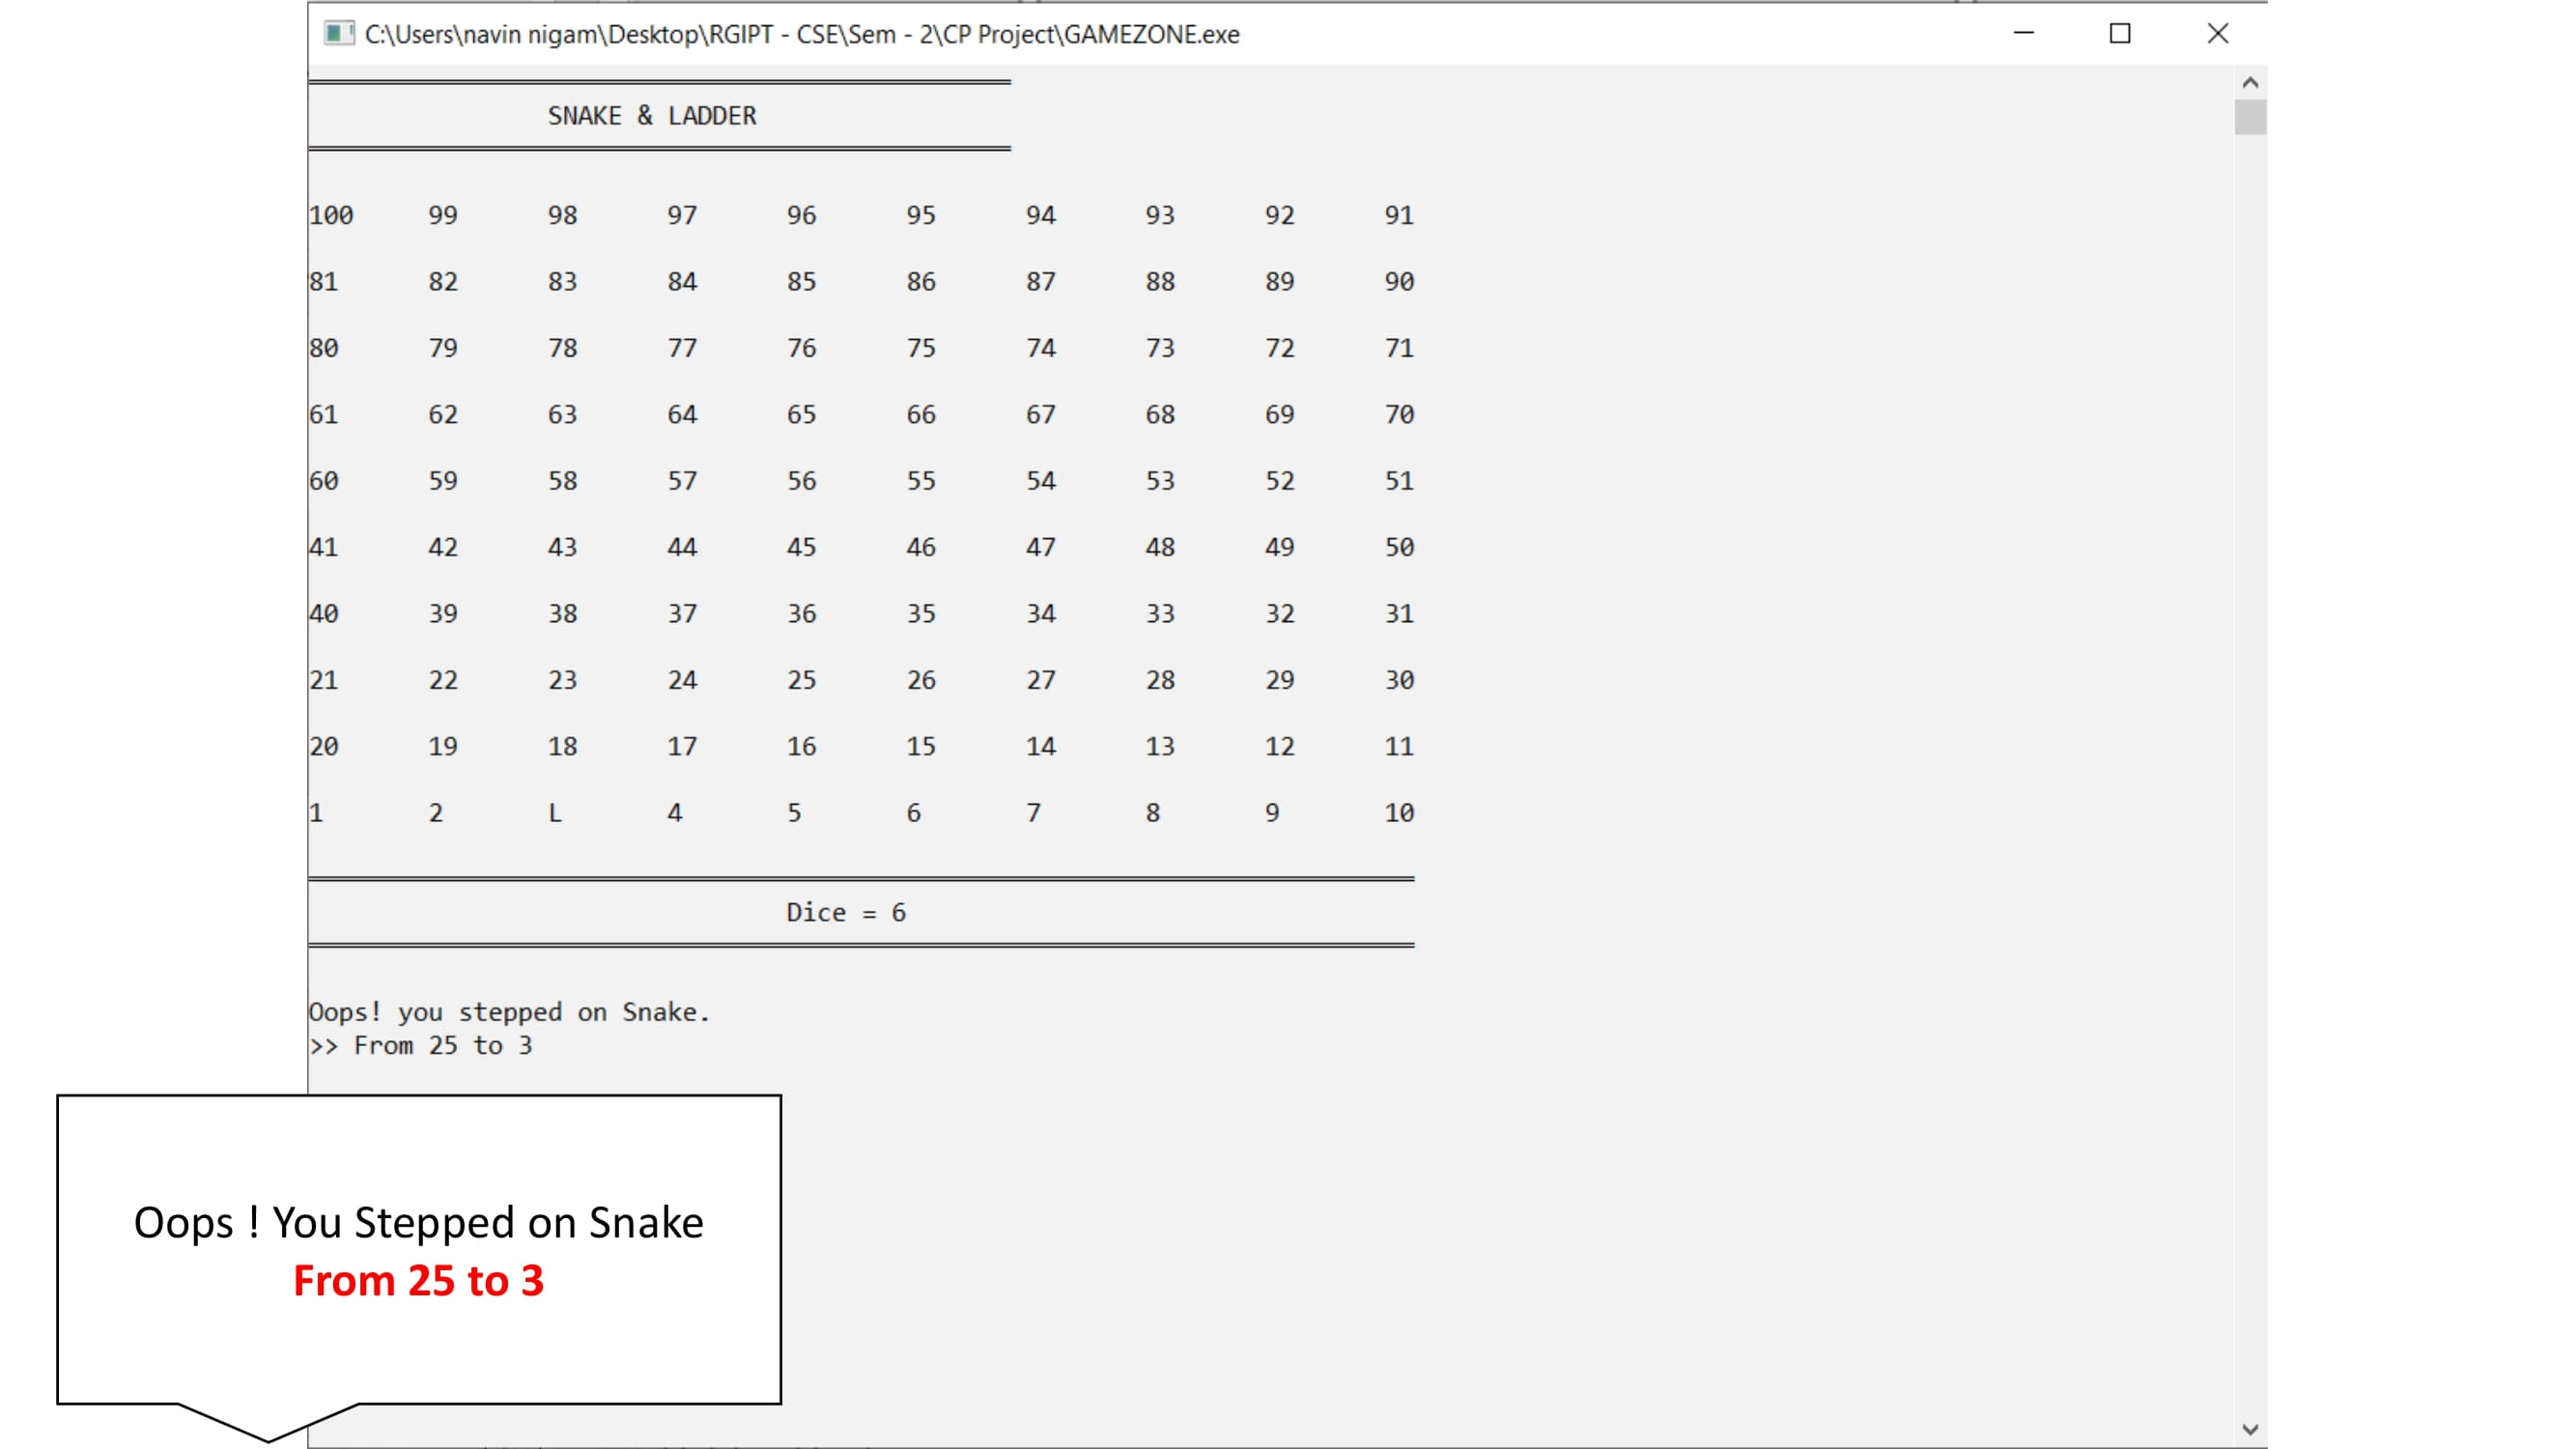 C:\Users\navin nigam\Desktop\RGIPT - CSE\Sem - 2\CP Project\GAMEZONE.exe
SNAKE & LADDER
100 99 98 97 96 95 94 93 92 91
81 82 83 84 85 86 87 88 89 90
80 79 78 77 76 75 74 73 72 71
61 62 63 64 65 66 67 68 69 70
60 59 58 57 56 55 54 53 52 51
41 42 43 44 45 46 47 48 49 50
40 39 38 37 36 35 34 33 32 31
21 22 23 24 25 26 27 28 29 30
20 19 18 17 16 15 14 13 12 11
1 2 L 4 5 6 7 8 9 10
Dice = 6
Oops! you stepped on Snake.
>> From 25 to 3
Oops ! You Stepped on Snake
From 25 to 3